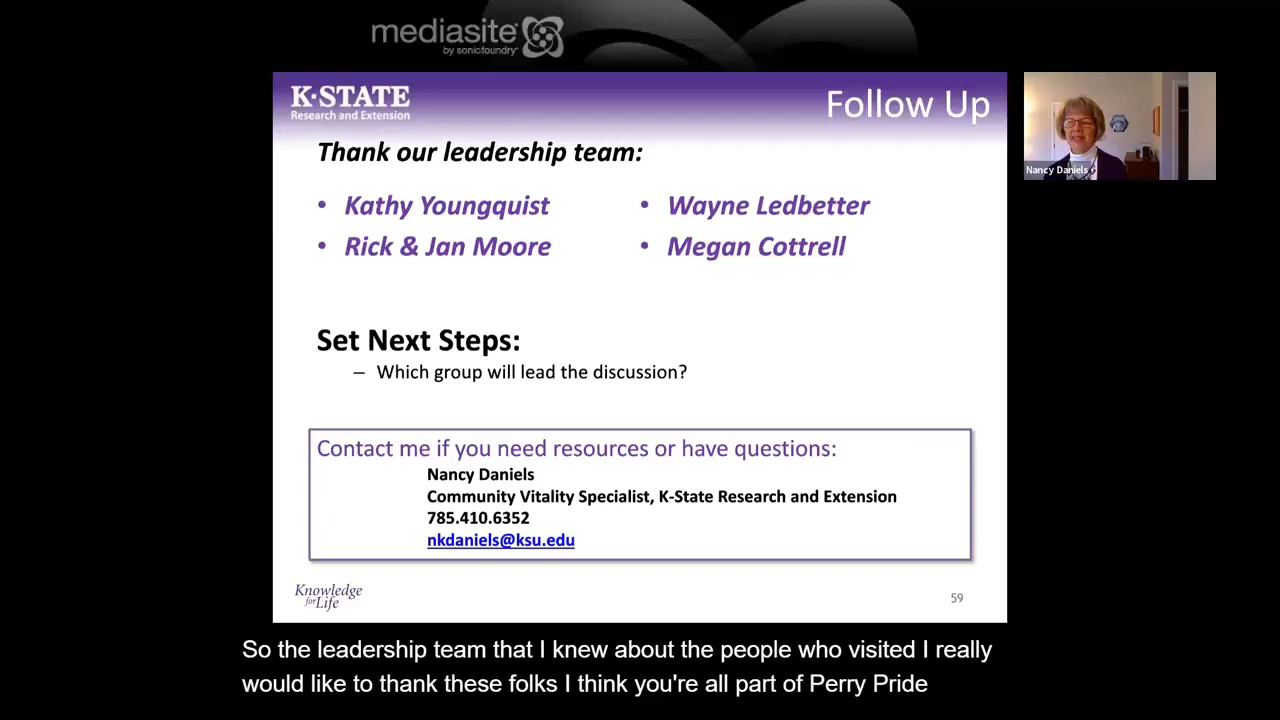 mediasite
by sonicfoundry
K-STATE
Research and Extension
Follow Up
Nancy Daniels
Thank our leadership team:
• Kathy Youngquist
• Wayne Ledbetter
• Rick & Jan Moore
• Megan Cottrell
Set Next Steps:
– Which group will lead the discussion?
Contact me if you need resources or have questions:
Nancy Daniels
Community Vitality Specialist, K-State Research and Extension
785.410.6352
nkdaniels@ksu.edu
Knowledge
for Life
59
So the leadership team that I knew about the people who visited I really
would like to thank these folks I think you're all part of Perry Pride